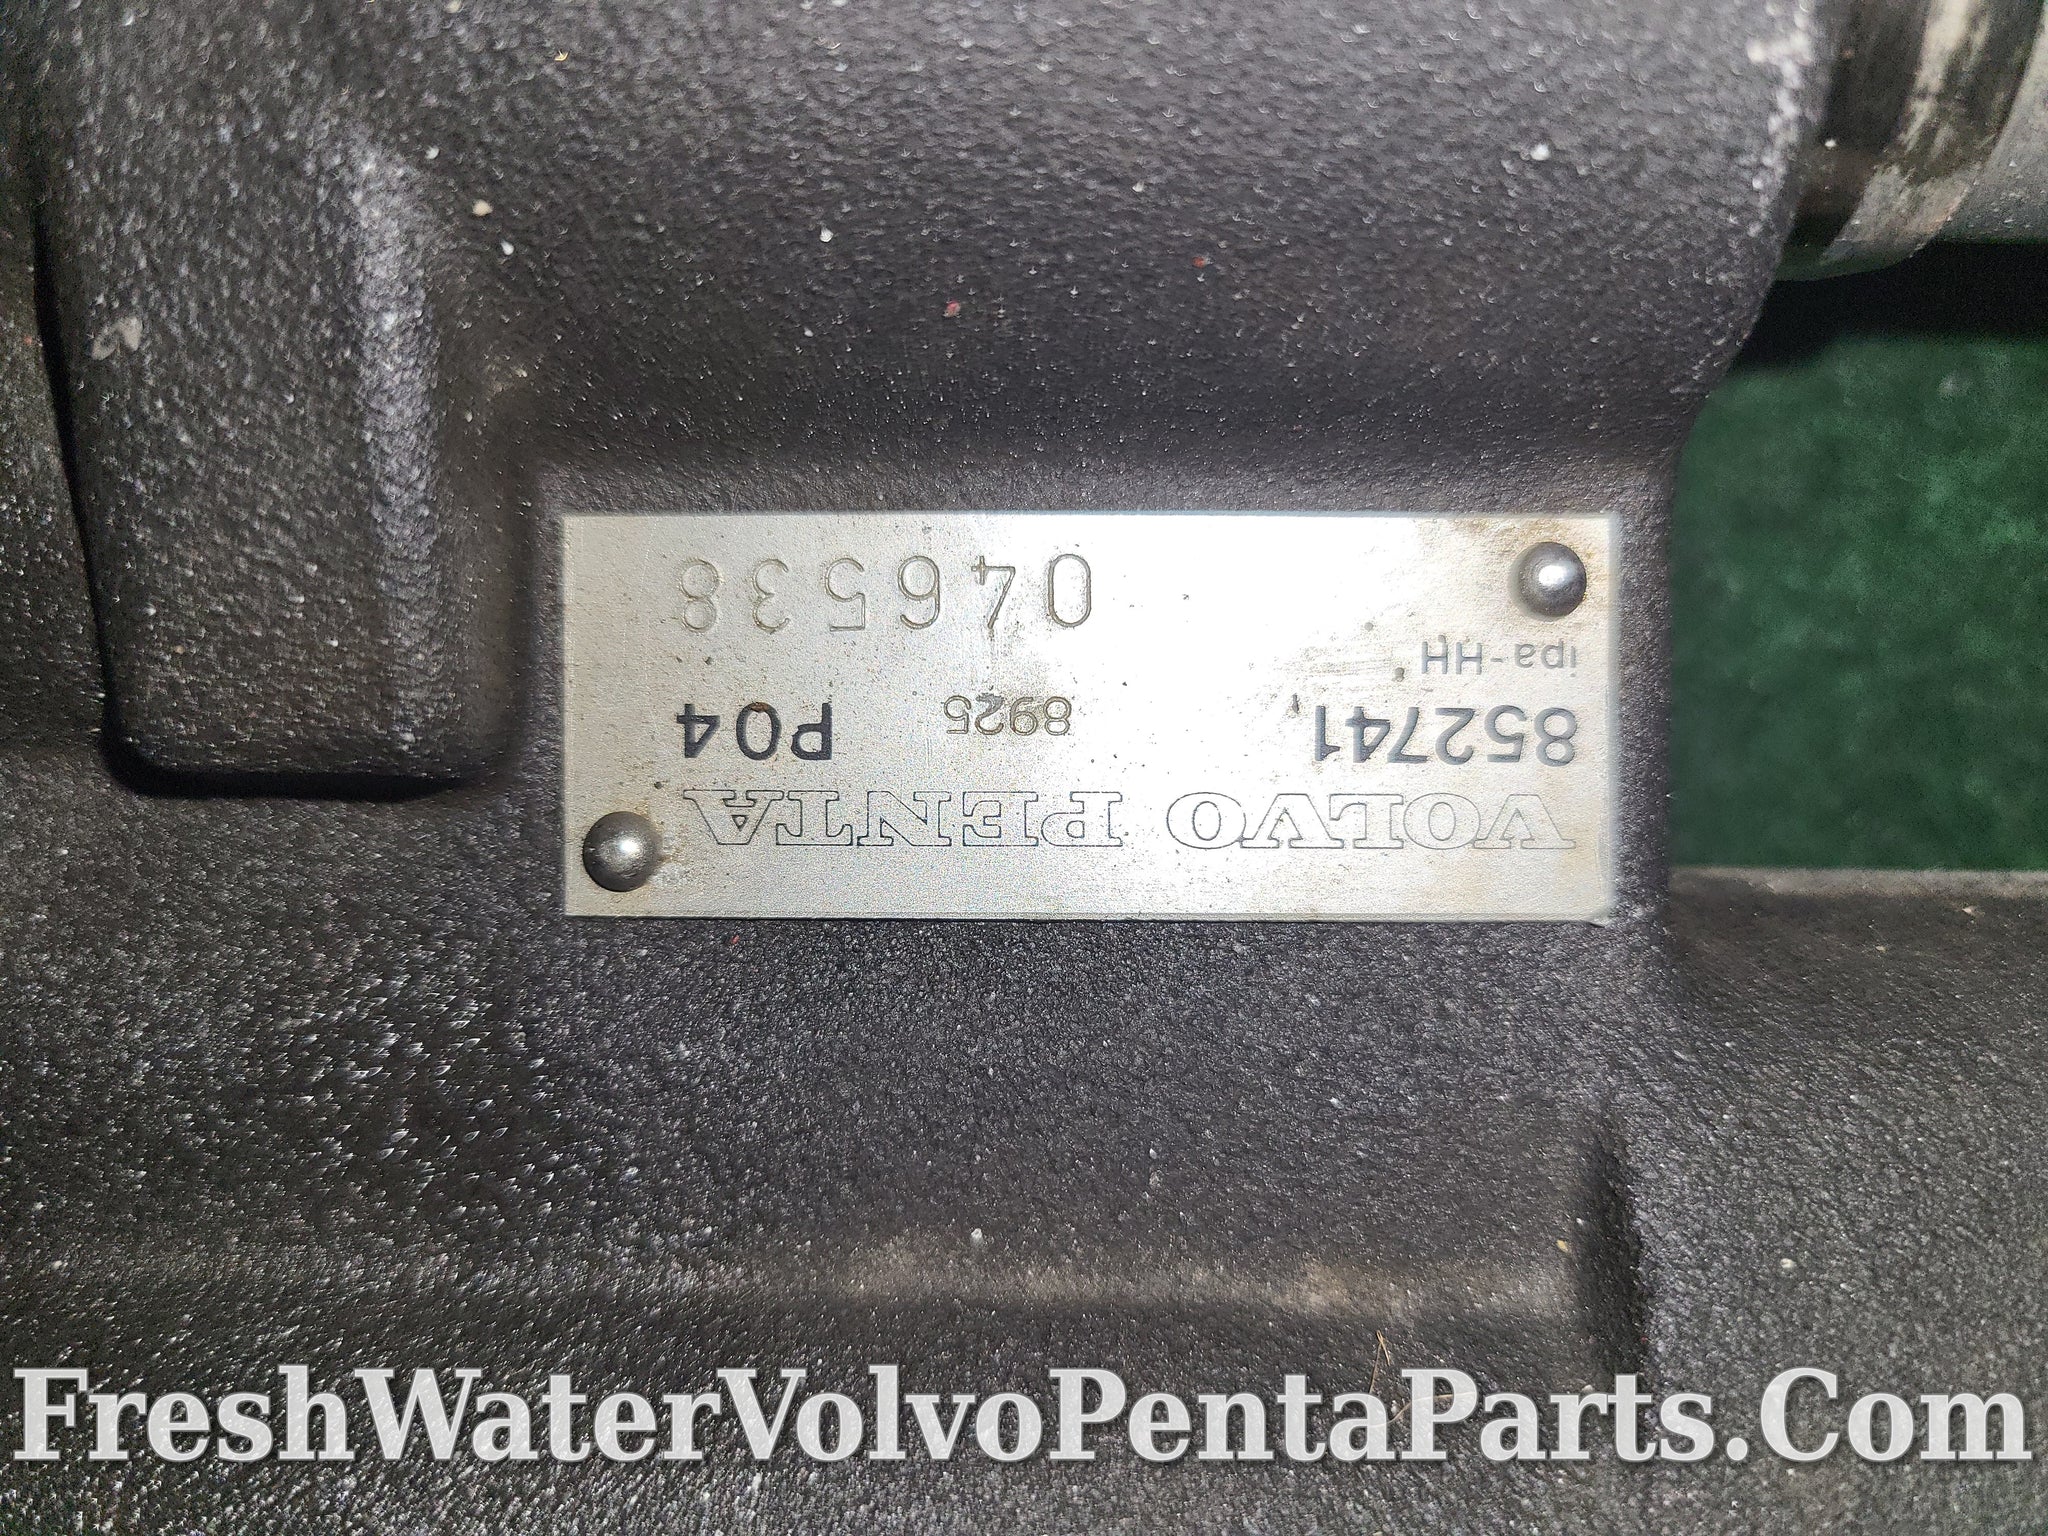 VOLVO PENTA
852741 8925 P04
ipa-HH
046538
FreshWaterVolvoPentaParts.Com